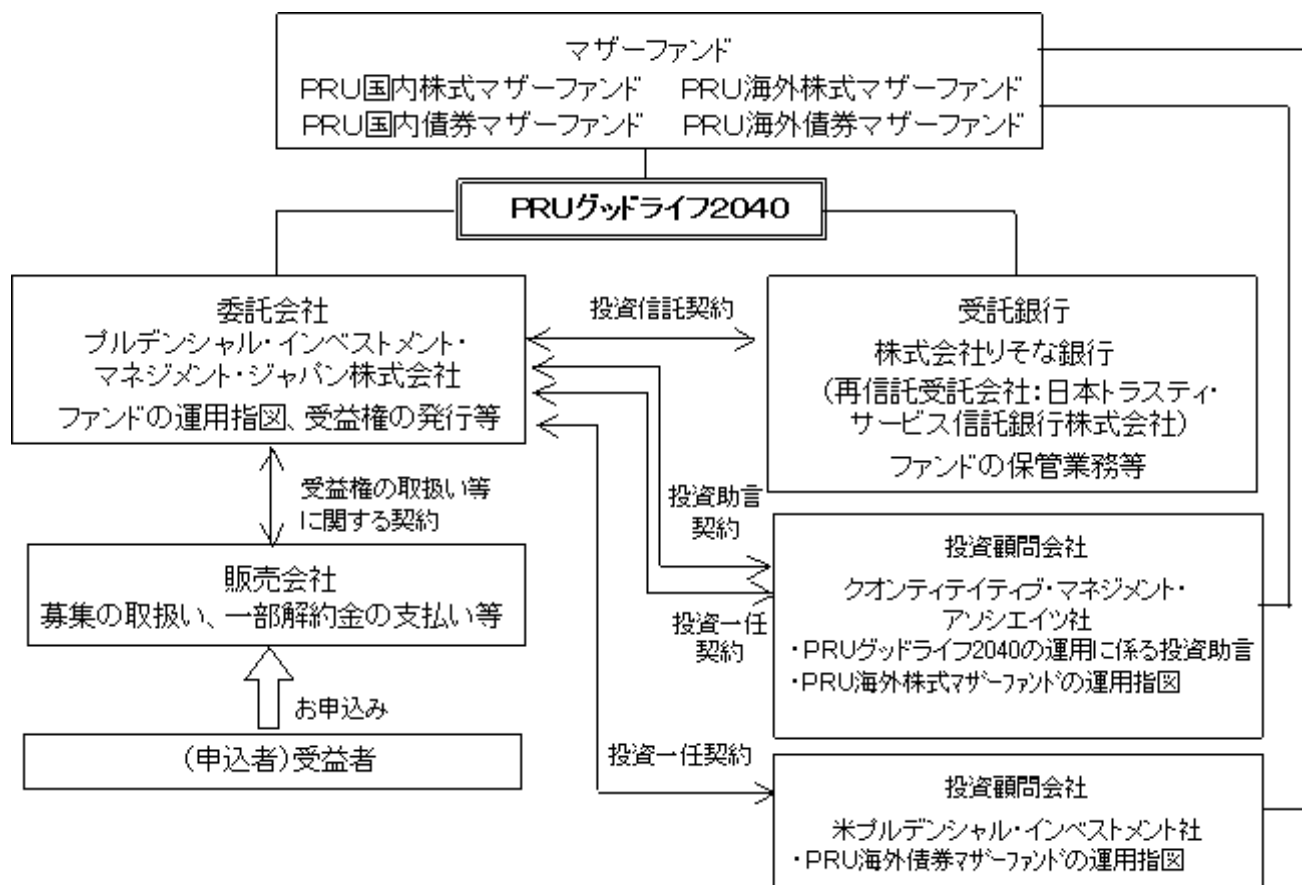 マザーファンド
PRU国内株式マザーファンド PRU海外株式マザーファンド
PRU国内債券マザーファンド PRU海外債券マザーファンド
PRUグッドライフ2040
委託会社
プルデンシャル・インベストメント・
マネジメント・ジャパン株式会社
ファンドの運用指図、受益権の発行等
投資信託契約
受託銀行
株式会社りそな銀行
(再信託受託会社:日本トラスティ・
サービス信託銀行株式会社)
ファンドの保管業務等
受益権の取扱い等
に関する契約
投資助言
契約
販売会社
募集の取扱い、一部解約金の支払い等
投資一任
契約
投資顧問会社
クオンティテイティブ・マネジメント・
アソシエイツ社
・PRUグッドライフ2040の運用に係る投資助言
・PRU海外株式マザーファンドの運用指図
お申込み
(申込者)受益者
投資一任契約
投資顧問会社
米プルデンシャル・インベストメント社
・PRU海外債券マザーファンドの運用指図